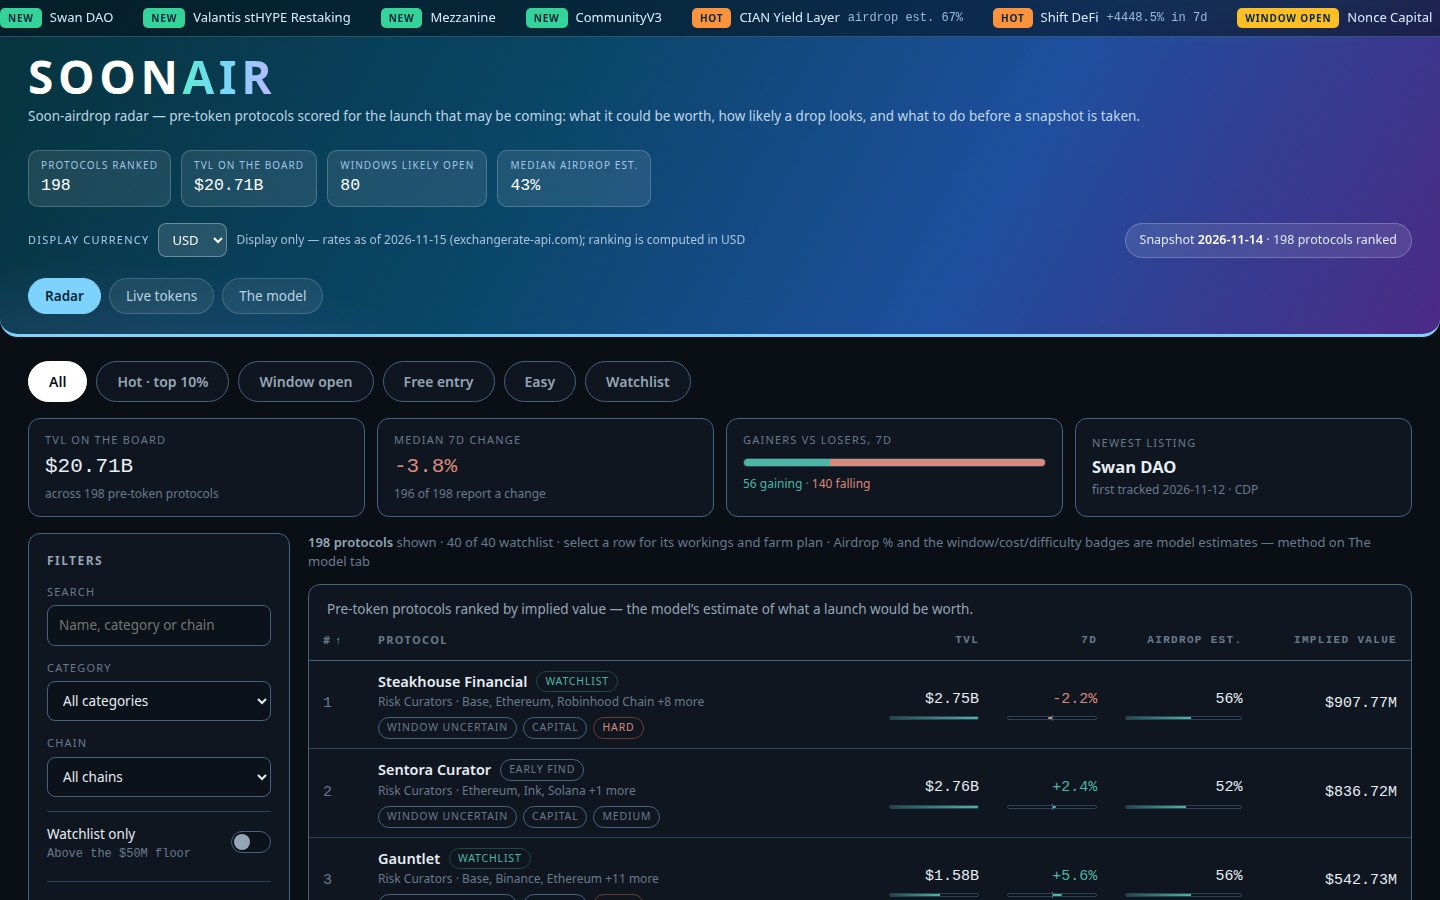 NEW Swan DAO NEW Valantis stHYPE Restaking NEW Mezzanine NEW CommunityV3 HOT CIAN Yield Layer airdrop est. 67% HOT Shift DeFi +4448.5% in 7d WINDOW OPEN Nonce Capital
SOONAIR
Soon-airdrop radar — pre-token protocols scored for the launch that may be coming: what it could be worth, how likely a drop looks, and what to do before a snapshot is taken.
PROTOCOLS RANKED TVL ON THE BOARD WINDOWS LIKELY OPEN MEDIAN AIRDROP EST.
198 $20.71B 80 43%
DISPLAY CURRENCY USD Display only — rates as of 2026-11-15 (exchangerate-api.com); ranking is computed in USD Snapshot 2026-11-14 · 198 protocols ranked
Radar Live tokens The model
All Hot · top 10% Window open Free entry Easy Watchlist
TVL ON THE BOARD
$20.71B
across 198 pre-token protocols
MEDIAN 7D CHANGE
-3.8%
196 of 198 report a change
GAINERS VS LOSERS, 7D
56 gaining · 140 falling
NEWEST LISTING
Swan DAO
first tracked 2026-11-12 · CDP
FILTERS
SEARCH
Name, category or chain
CATEGORY
All categories
CHAIN
All chains
Watchlist only
Above the $50M floor
198 protocols shown · 40 of 40 watchlist · select a row for its workings and farm plan · Airdrop % and the window/cost/difficulty badges are model estimates — method on The
model tab
Pre-token protocols ranked by implied value — the model's estimate of what a launch would be worth.
# ↑ PROTOCOL TVL 7D AIRDROP EST. IMPLIED VALUE
1 Steakhouse Financial WATCHLIST $2.75B -2.2% 56% $907.77M
Risk Curators · Base, Ethereum, Robinhood Chain +8 more
WINDOW UNCERTAIN CAPITAL HARD
2 Sentora Curator EARLY FIND $2.76B +2.4% 52% $836.72M
Risk Curators · Ethereum, Ink, Solana +1 more
WINDOW UNCERTAIN CAPITAL MEDIUM
3 Gauntlet WATCHLIST $1.58B +5.6% 56% $542.73M
Risk Curators · Base, Binance, Ethereum +11 more